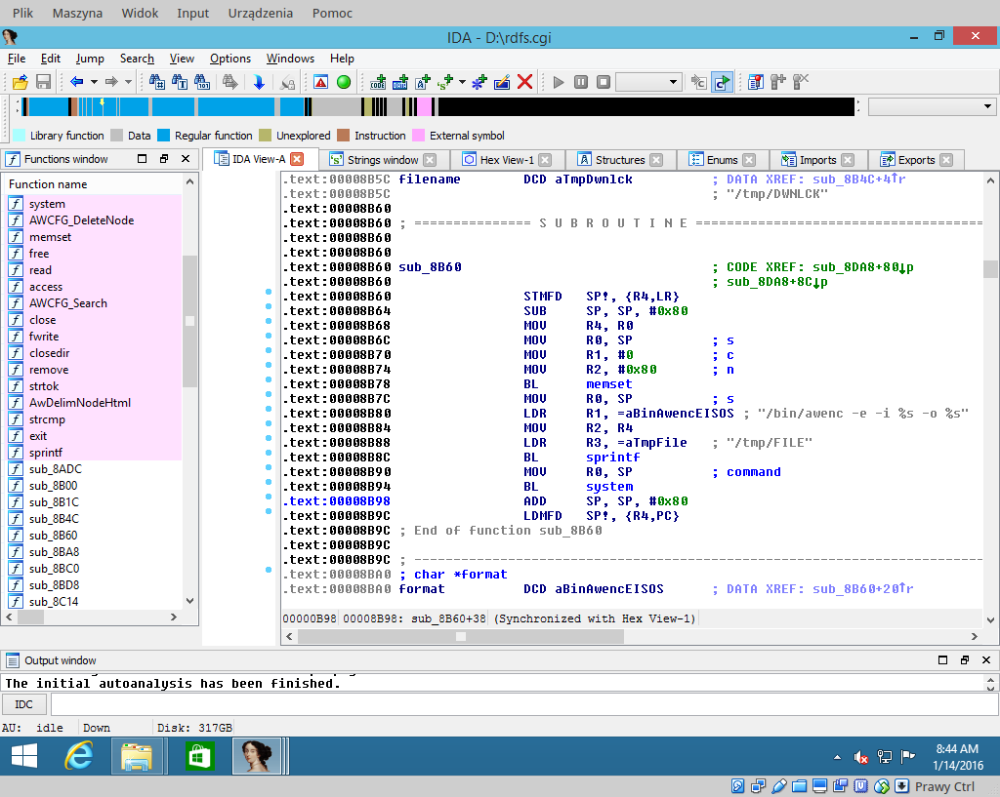 Plik Maszyna Widok Input Urządzenia Pomoc
IDA - D:\rdfs.cgi
File Edit Jump Search View Options Windows Help
Library function Data Regular function Unexplored Instruction External symbol
Functions window
IDA View-A Strings window Hex View-1 Structures Enums Imports Exports
Function name
system
AWCFG_DeleteNode
memset
free
read
access
AWCFG_Search
close
fwrite
closedir
remove
strtok
AwDelimNodeHtml
strcmp
exit
sprintf
sub_8ADC
sub_8B00
sub_8B1C
sub_8B4C
sub_8B60
sub_8BA8
sub_8BC0
sub_8BD8
sub_8C14
.text:00008B5C filename DCD aTmpDwnlck ; DATA XREF: sub_8B4C+4↑r
.text:00008B5C ; "/tmp/DWNLCK"
.text:00008B60
.text:00008B60 ; =============== S U B R O U T I N E =====================================
.text:00008B60
.text:00008B60
.text:00008B60 sub_8B60 ; CODE XREF: sub_8DA8+80↓p
.text:00008B60 ; sub_8DA8+8C↓p
.text:00008B60 STMFD SP!, {R4,LR}
.text:00008B64 SUB SP, SP, #0x80
.text:00008B68 MOV R4, R0
.text:00008B6C MOV R0, SP ; s
.text:00008B70 MOV R1, #0 ; c
.text:00008B74 MOV R2, #0x80 ; n
.text:00008B78 BL memset
.text:00008B7C MOV R0, SP ; s
.text:00008B80 LDR R1, =aBinAwencEISOS ; "/bin/awenc -e -i %s -o %s"
.text:00008B84 MOV R2, R4
.text:00008B88 LDR R3, =aTmpFile ; "/tmp/FILE"
.text:00008B8C BL sprintf
.text:00008B90 MOV R0, SP ; command
.text:00008B94 BL system
.text:00008B98 ADD SP, SP, #0x80
.text:00008B9C LDMFD SP!, {R4,PC}
.text:00008B9C ; End of function sub_8B60
.text:00008B9C
.text:00008B9C ; ---------------------------------------------------------------------------
.text:00008BA0 ; char *format
.text:00008BA0 format DCD aBinAwencEISOS ; DATA XREF: sub_8B60+20↑r
00000B98 00008B98: sub_8B60+38 (Synchronized with Hex View-1)
Output window
The initial autoanalysis has been finished.
IDC
AU: idle Down Disk: 317GB
8:44 AM
1/14/2016
Prawy Ctrl